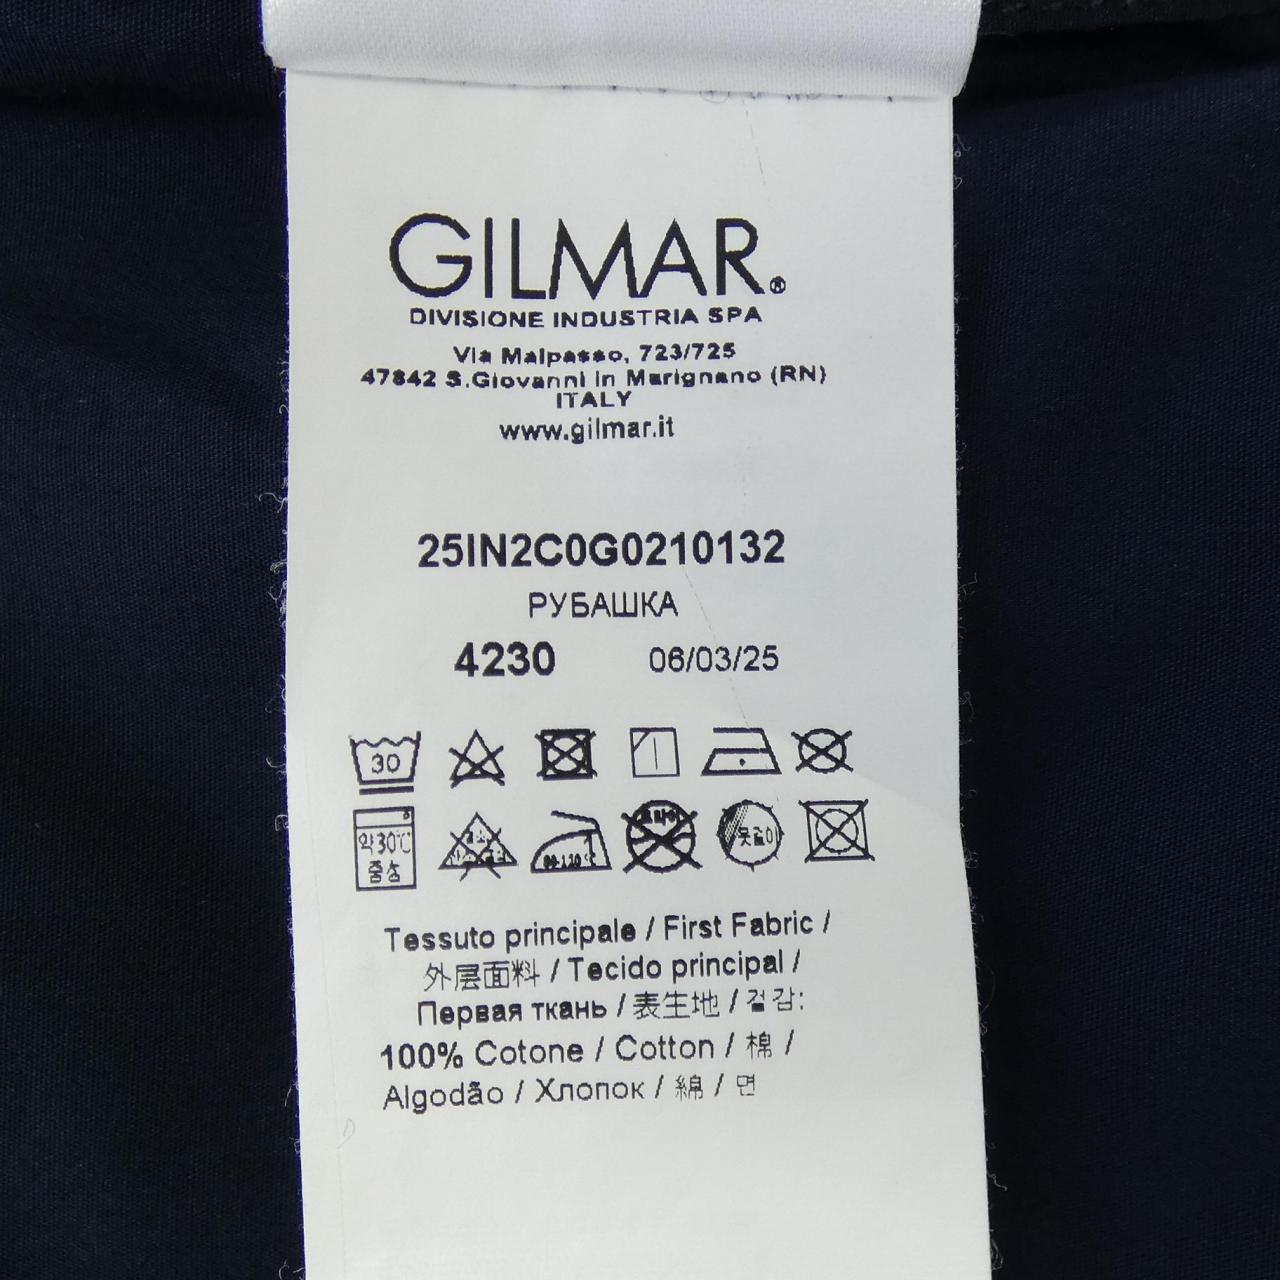 GILMAR®
DIVISIONE INDUSTRIA SPA
Via Malpasso, 723/725
47842 S.Giovanni in Marignano (RN)
ITALY
www.gilmar.it
25IN2C0G0210132
РУБАШКА
4230 06/03/25
30
약30℃
중성
80-120℃
Tessuto principale / First Fabric /
外层面料 / Tecido principal /
Первая ткань / 表生地 / 겉감:
100% Cotone / Cotton / 棉 /
Algodão / Хлопок / 綿 / 면